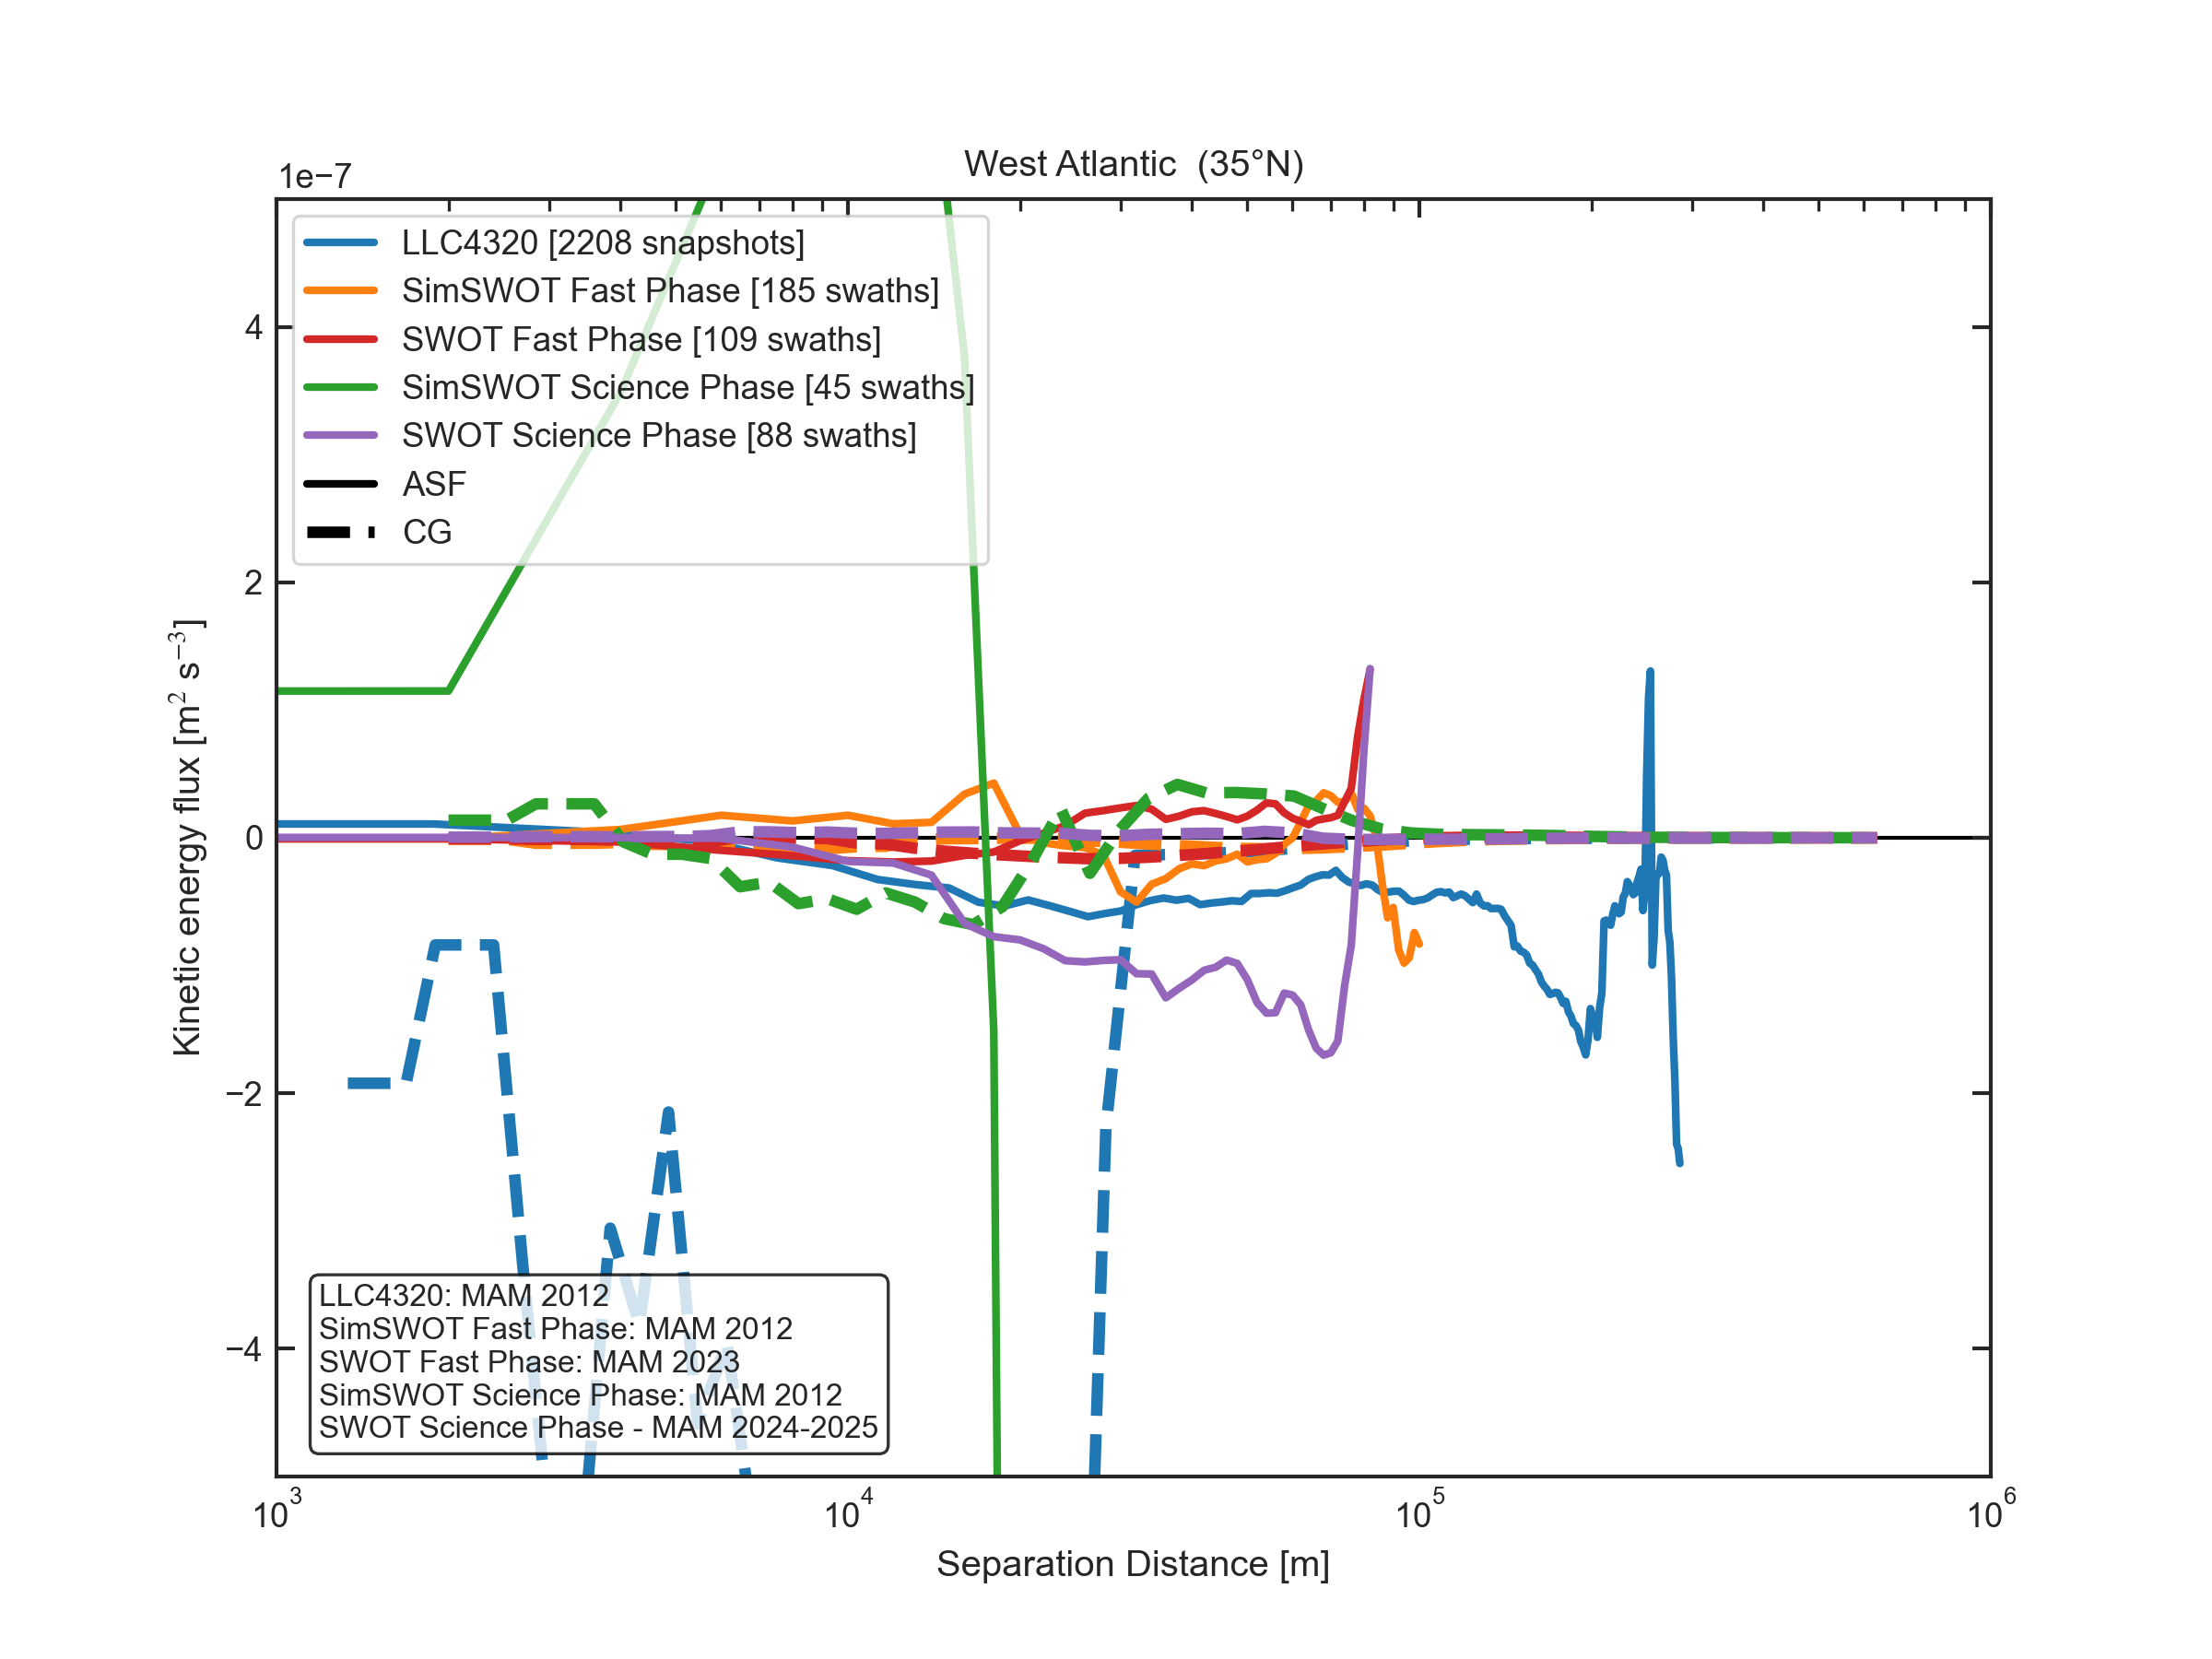 West Atlantic  (35°N)
1e−7
LLC4320 [2208 snapshots]
SimSWOT Fast Phase [185 swaths]
SWOT Fast Phase [109 swaths]
SimSWOT Science Phase [45 swaths]
SWOT Science Phase [88 swaths]
ASF
CG
4
2
0
−2
−4
Kinetic energy flux [m² s⁻³]
LLC4320: MAM 2012
SimSWOT Fast Phase: MAM 2012
SWOT Fast Phase: MAM 2023
SimSWOT Science Phase: MAM 2012
SWOT Science Phase - MAM 2024-2025
10³ 10⁴ 10⁵ 10⁶
Separation Distance [m]